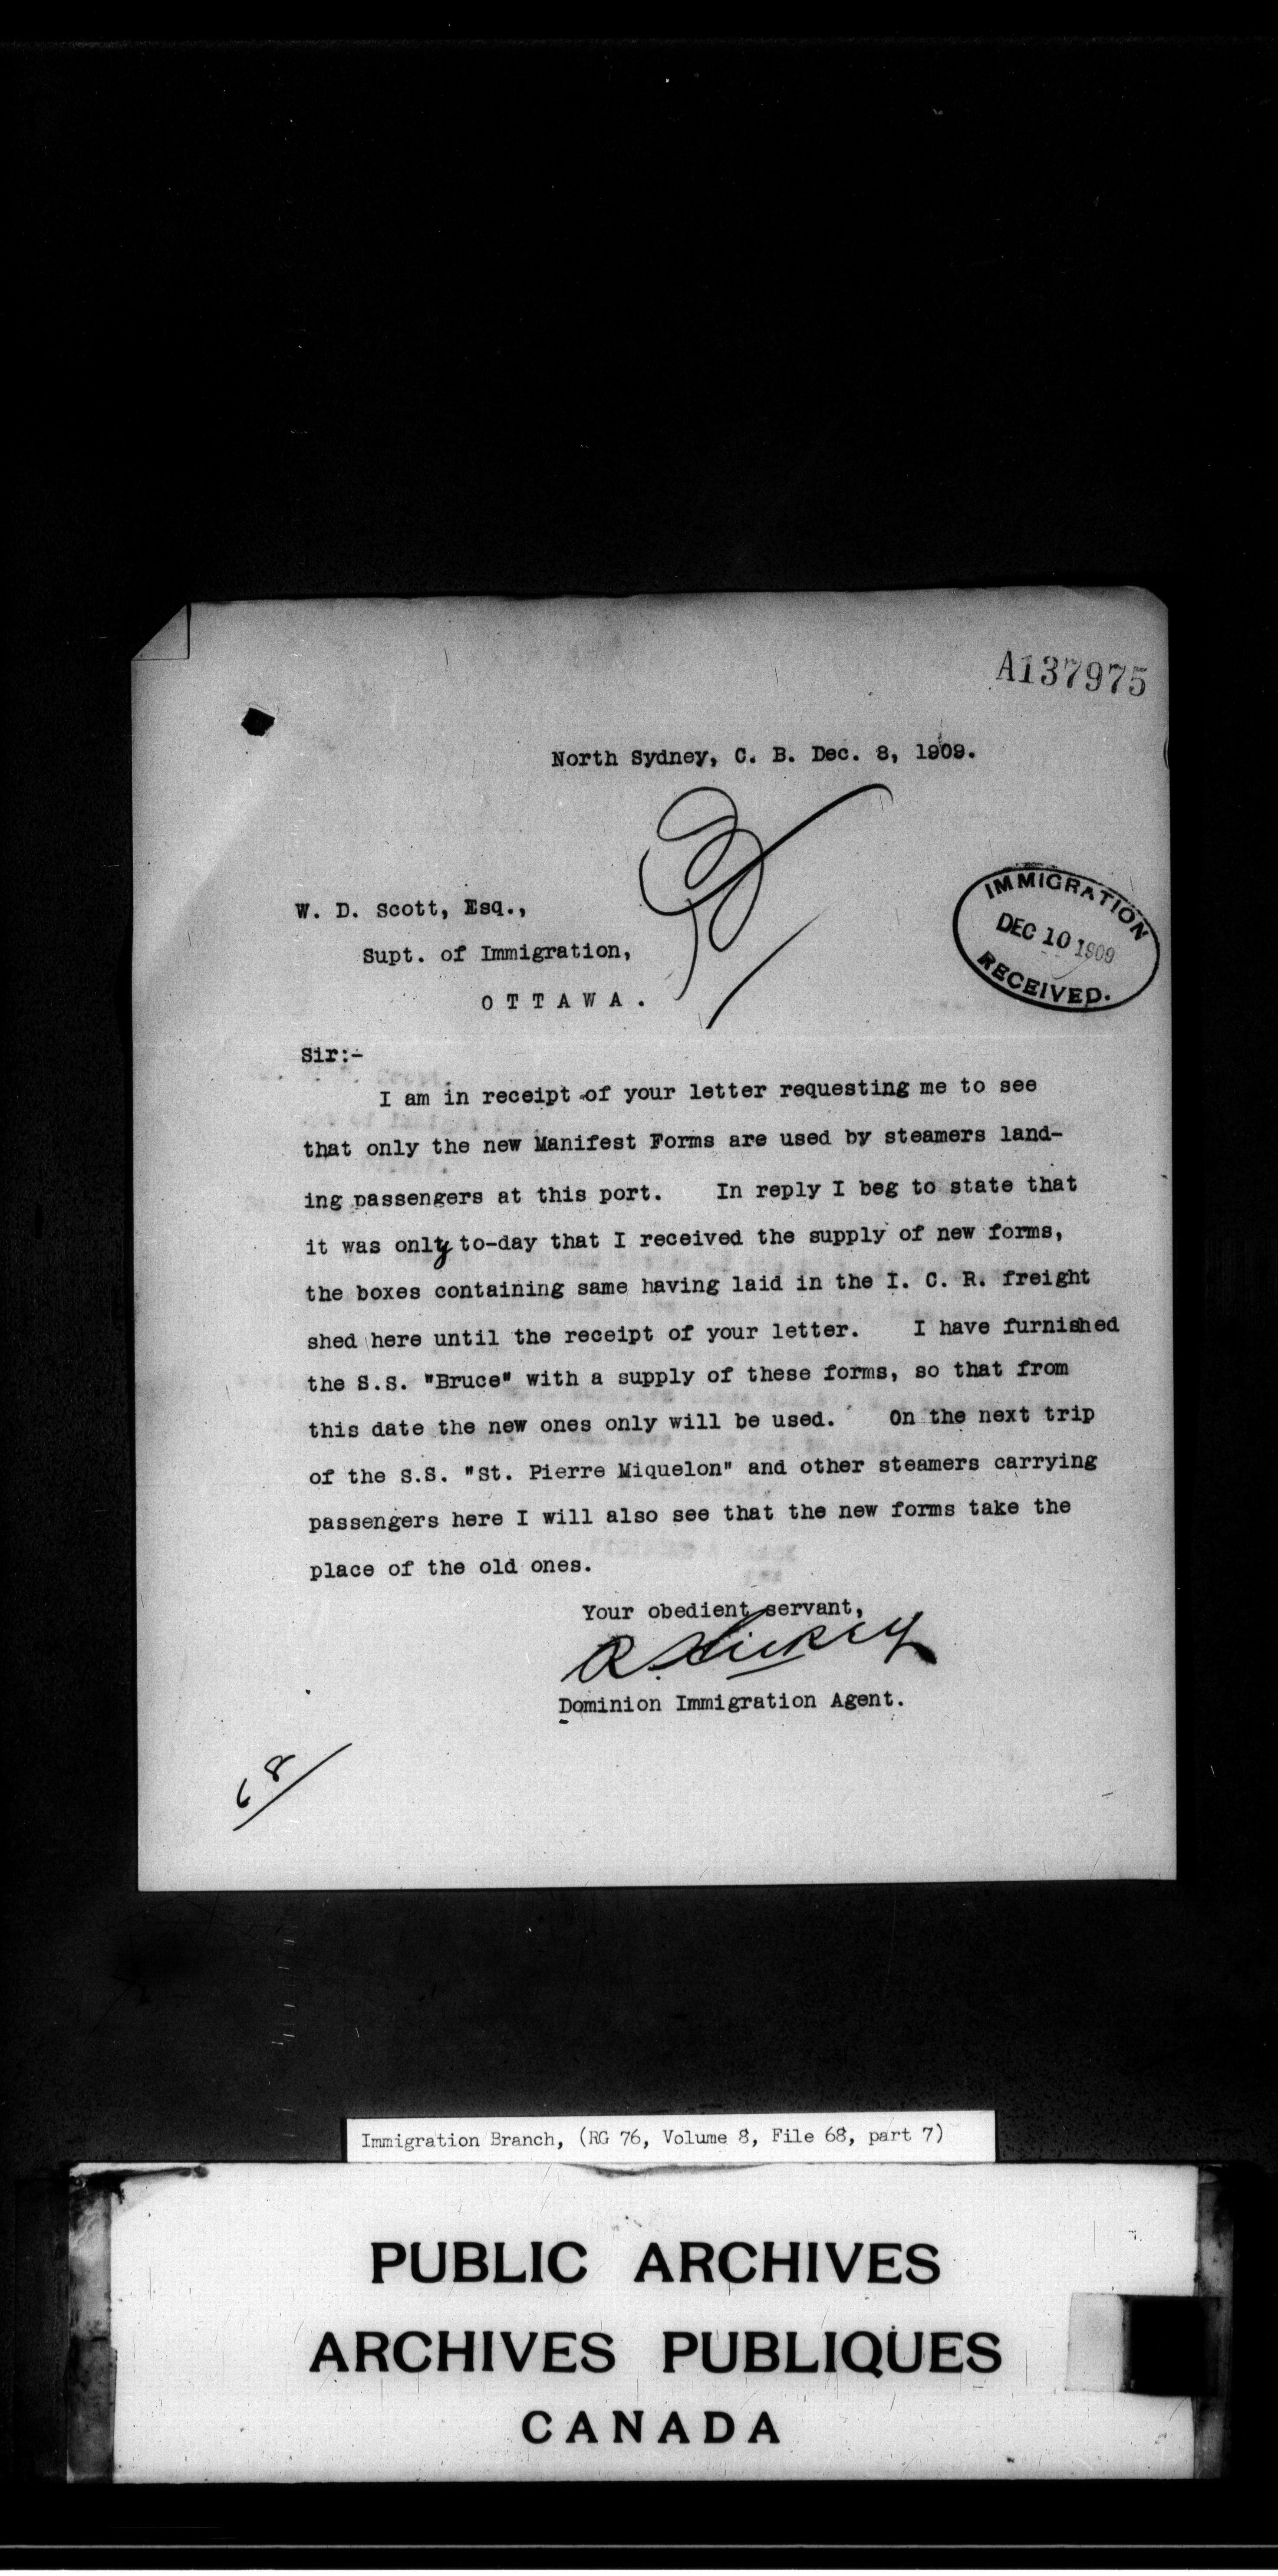 A137975
North Sydney, C. B. Dec. 8, 1909.
W. D. Scott, Esq.,
Supt. of Immigration,
OTTAWA.
IMMIGRATION
DEC 10 1909
RECEIVED.
Sir:-
I am in receipt of your letter requesting me to see
that only the new Manifest Forms are used by steamers land-
ing passengers at this port. In reply I beg to state that
it was only to-day that I received the supply of new forms,
the boxes containing same having laid in the I. C. R. freight
shed here until the receipt of your letter. I have furnished
the S.S. "Bruce" with a supply of these forms, so that from
this date the new ones only will be used. On the next trip
of the S.S. "St. Pierre Miquelon" and other steamers carrying
passengers here I will also see that the new forms take the
place of the old ones.
Your obedient servant,
Dominion Immigration Agent.
68
Immigration Branch, (RG 76, Volume 8, File 68, part 7)
PUBLIC ARCHIVES
ARCHIVES PUBLIQUES
CANADA